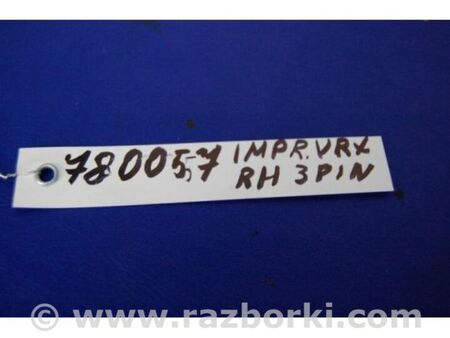 780057 IMPR.VRX
RH 3PIN
© www.razborki.com